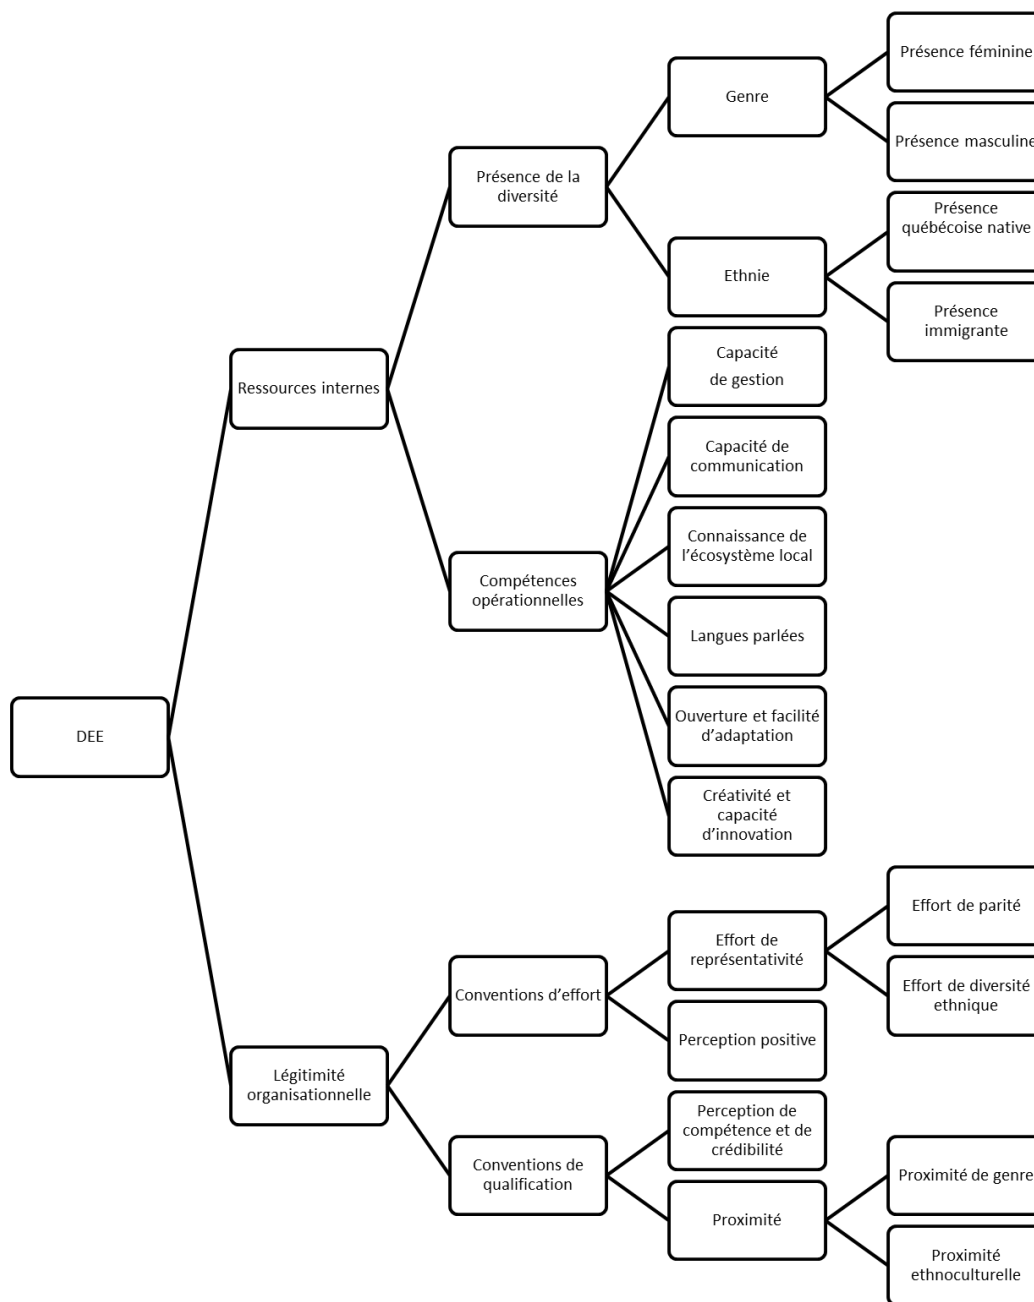 DEE
Ressources internes
Présence de la
diversité
Genre
Présence féminine
Présence masculine
Ethnie
Présence
québécoise native
Présence
immigrante
Compétences
opérationnelles
Capacité
de gestion
Capacité de
communication
Connaissance de
l'écosystème local
Langues parlées
Ouverture et facilité
d'adaptation
Créativité et
capacité
d'innovation
Légitimité
organisationnelle
Conventions d'effort
Effort de
représentativité
Effort de parité
Effort de diversité
ethnique
Perception positive
Conventions de
qualification
Perception de
compétence et de
crédibilité
Proximité
Proximité de genre
Proximité
ethnoculturelle